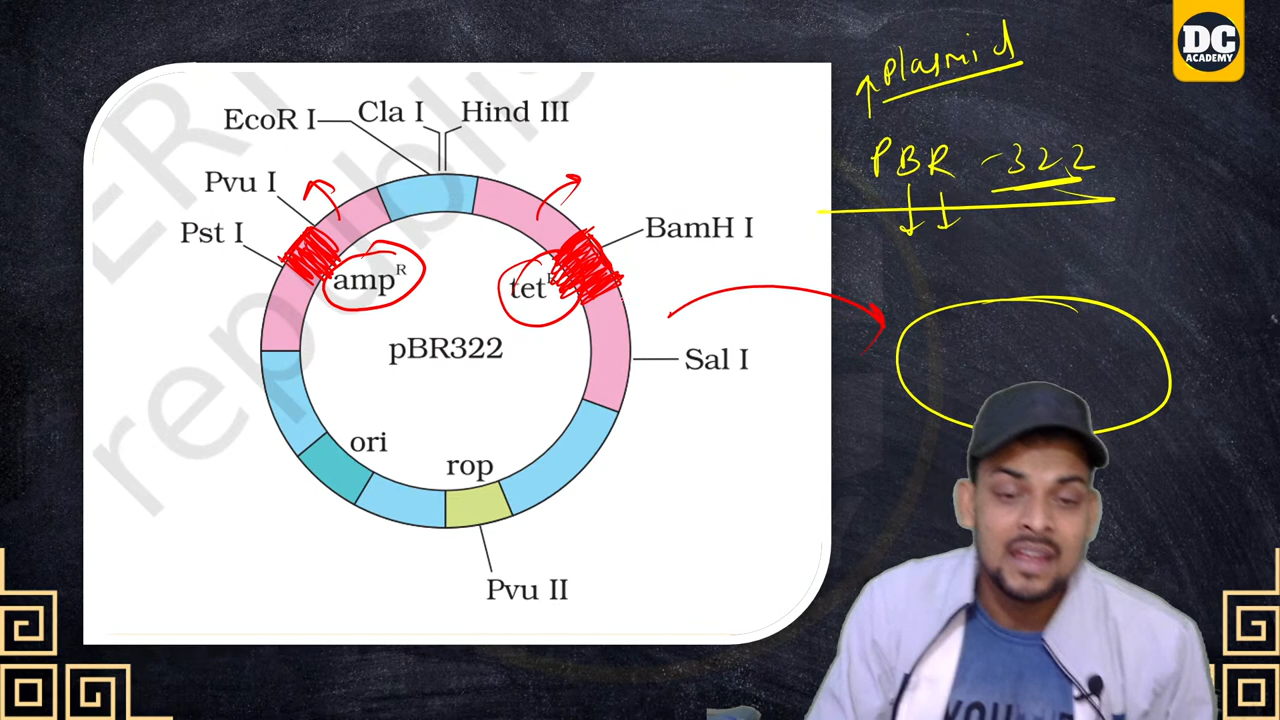 DC
ACADEMY
↑Plasmid
PBR -322
EcoR I
Cla I
Hind III
Pvu I
Pst I
BamH I
amp^R
tet^R
pBR322
Sal I
ori
rop
Pvu II
republis